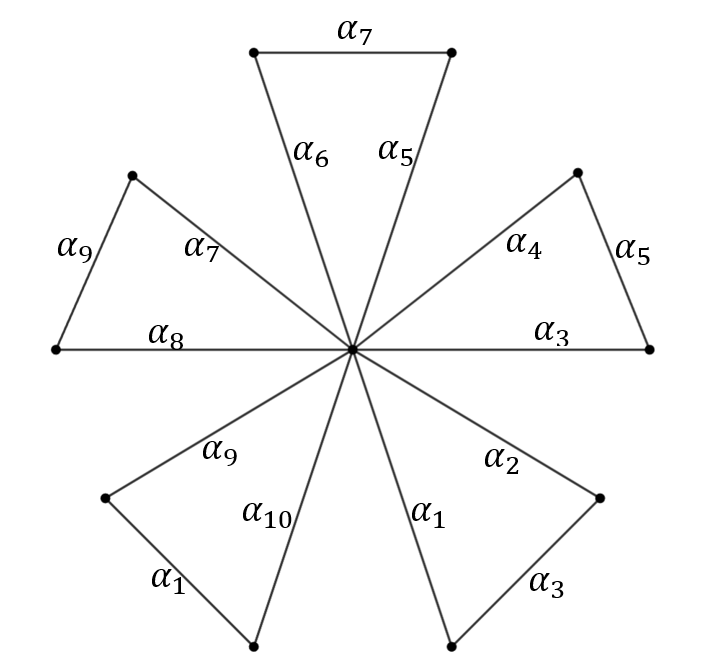 α₇
α₆ α₅
α₉ α₇ α₄ α₅
α₈ α₃
α₉ α₂
α₁₀ α₁
α₁ α₃